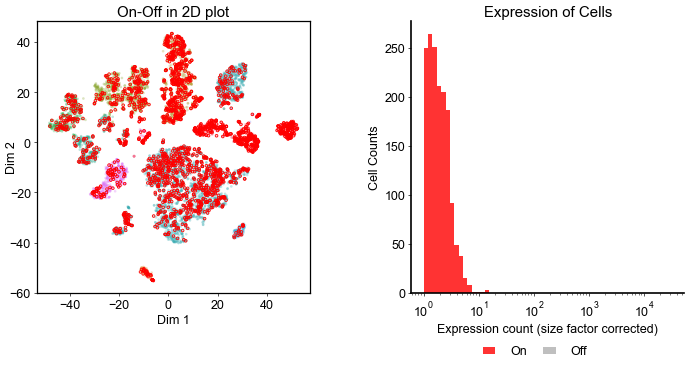 On-Off in 2D plot
40
20
0
−20
−40
−60
−40
−20
0
20
40
Dim 2
Dim 1
Expression of Cells
250
200
150
100
50
0
10^0
10^1
10^2
10^3
10^4
Cell Counts
Expression count (size factor corrected)
On
Off